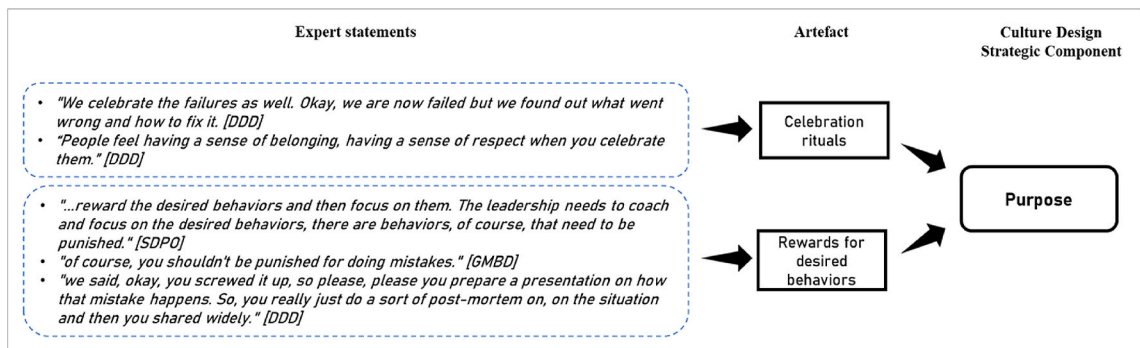 Expert statements
Artefact
Culture Design
Strategic Component
• "We celebrate the failures as well. Okay, we are now failed but we found out what went
wrong and how to fix it. [DDD]
• "People feel having a sense of belonging, having a sense of respect when you celebrate
them." [DDD]
Celebration
rituals
• "...reward the desired behaviors and then focus on them. The leadership needs to coach
and focus on the desired behaviors, there are behaviors, of course, that need to be
punished." [SDPO]
• "of course, you shouldn't be punished for doing mistakes." [GMBD]
• "we said, okay, you screwed it up, so please, please you prepare a presentation on how
that mistake happens. So, you really just do a sort of post-mortem on, on the situation
and then you shared widely." [DDD]
Rewards for
desired
behaviors
Purpose